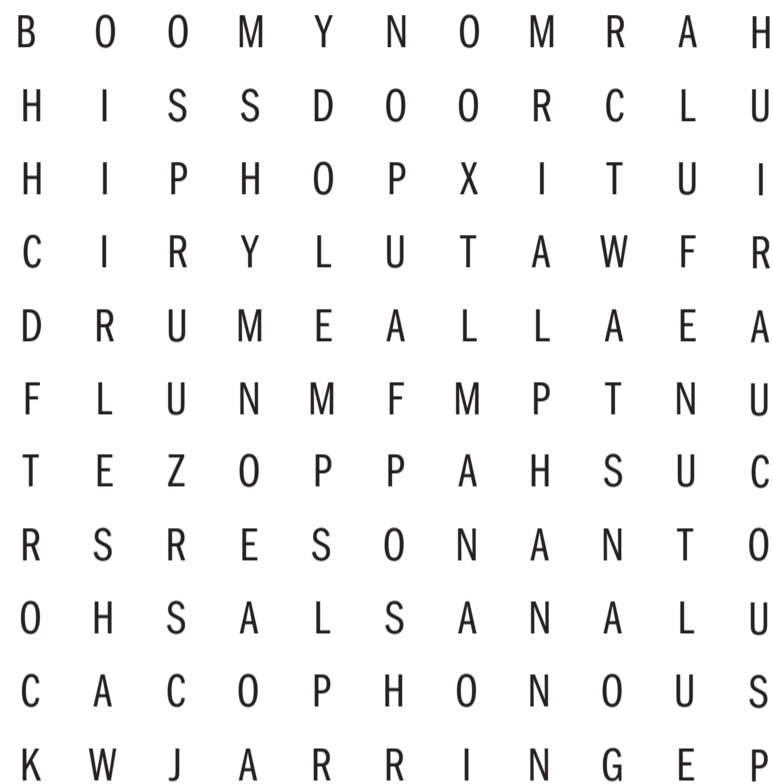 B O O M Y N O M R A H
H I S S D O O R C L U
H I P H O P X I T U I
C I R Y L U T A W F R
D R U M E A L L A E A
F L U N M F M P T N U
T E Z O P P A H S U C
R S R E S O N A N T O
O H S A L S A N A L U
C A C O P H O N O U S
K W J A R R I N G E P